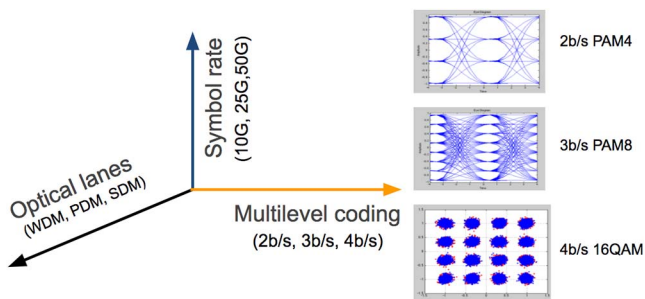 Symbol rate
(10G, 25G,50G)
Optical lanes
(WDM, PDM, SDM)
Multilevel coding
(2b/s, 3b/s, 4b/s)
2b/s PAM4
3b/s PAM8
4b/s 16QAM